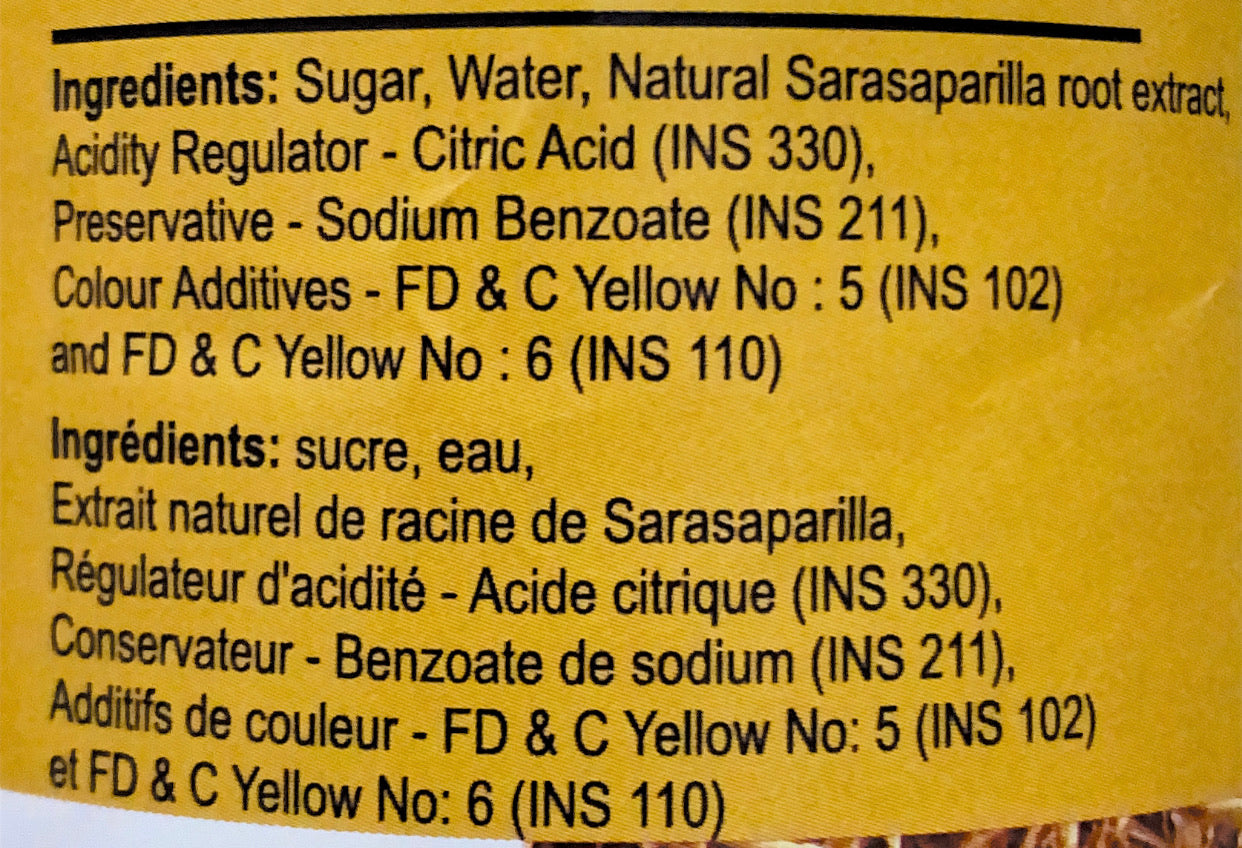 Ingredients: Sugar, Water, Natural Sarasaparilla root extract,
Acidity Regulator - Citric Acid (INS 330),
Preservative - Sodium Benzoate (INS 211),
Colour Additives - FD & C Yellow No : 5 (INS 102)
and FD & C Yellow No : 6 (INS 110)
Ingrédients: sucre, eau,
Extrait naturel de racine de Sarasaparilla,
Régulateur d'acidité - Acide citrique (INS 330),
Conservateur - Benzoate de sodium (INS 211),
Additifs de couleur - FD & C Yellow No: 5 (INS 102)
et FD & C Yellow No: 6 (INS 110)